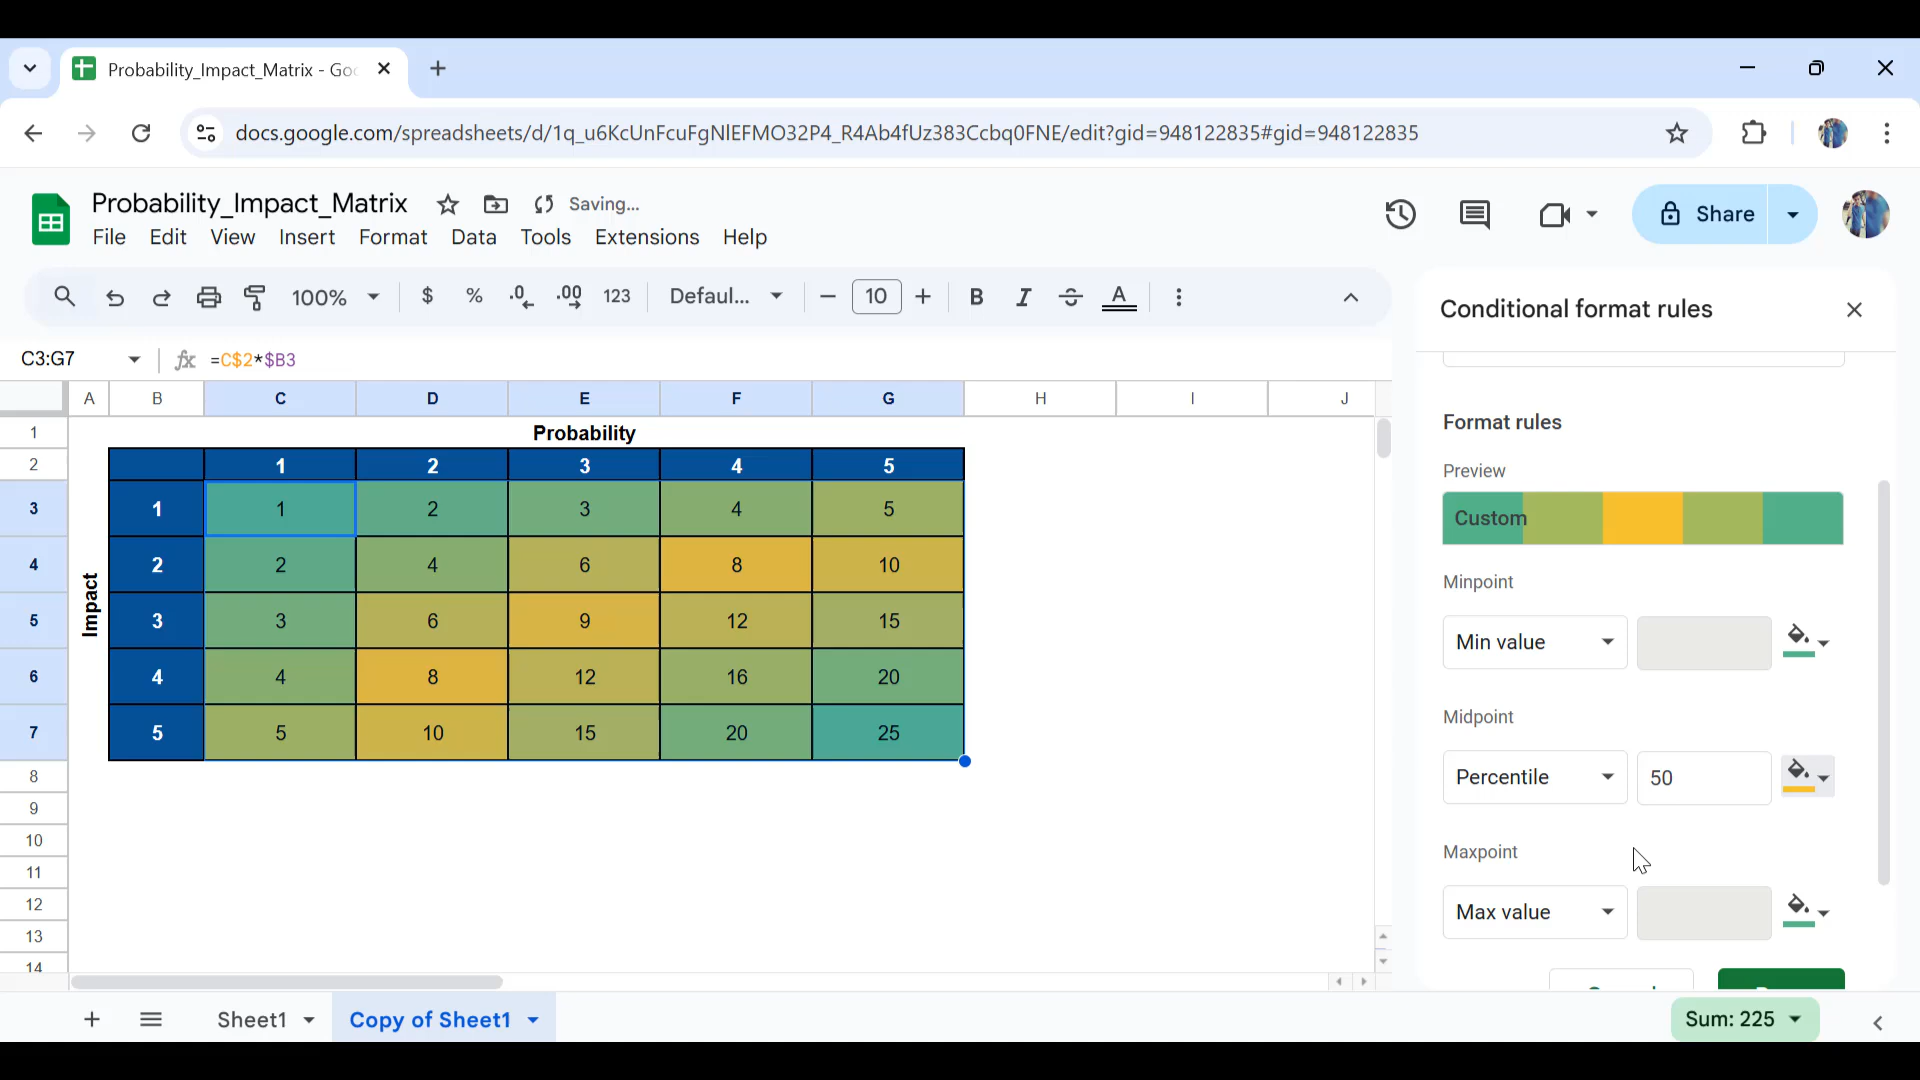 Probability_Impact_Matrix - Goo
docs.google.com/spreadsheets/d/1q_u6KcUnFcuFgNlEFMO32P4_R4Ab4fUz383Ccbq0FNE/edit?gid=948122835#gid=948122835
Probability_Impact_Matrix Saving...
File Edit View Insert Format Data Tools Extensions Help
Share
100% $ % .0 .00 123 Defaul... 10 B I S A
Conditional format rules
C3:G7 fx =C$2*$B3
A B C D E F G H I J
1 Probability
2 1 2 3 4 5
3 1 1 2 3 4 5
4 2 2 4 6 8 10
5 3 3 6 9 12 15
6 4 4 8 12 16 20
7 5 5 10 15 20 25
Impact
8
9
10
11
12
13
14
Format rules
Preview
Custom
Minpoint
Min value
Midpoint
Percentile 50
Maxpoint
Max value
Sheet1 Copy of Sheet1 Sum: 225